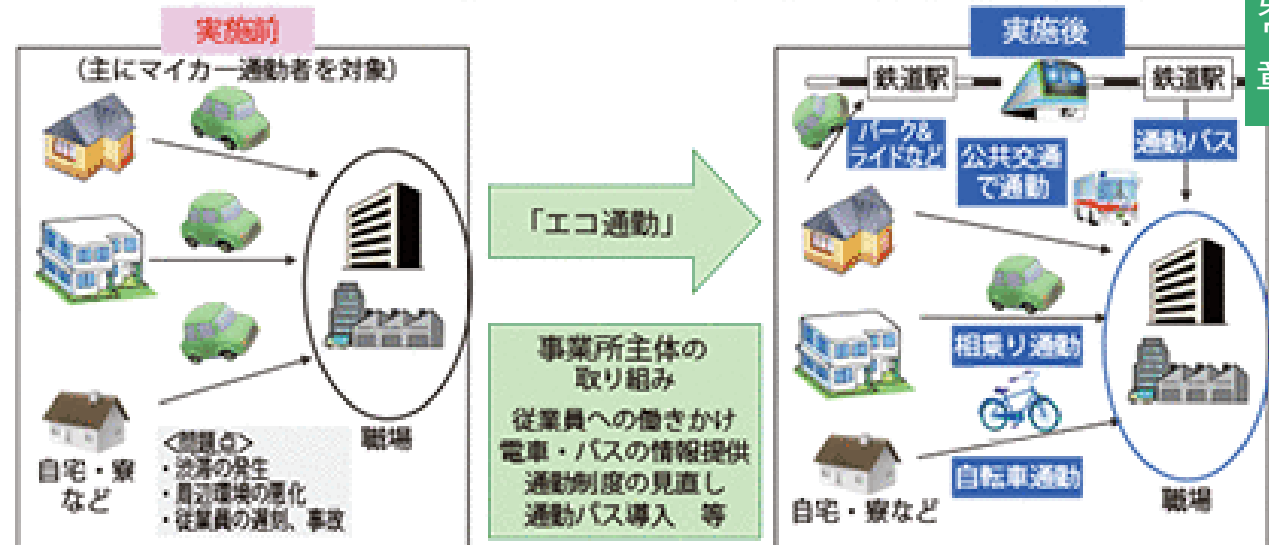 実施前
(主にマイカー通勤者を対象)
自宅・寮
など
<問題点>
・渋滞の発生
・周辺環境の悪化
・従業員の遅刻、事故
職場
「エコ通勤」
事業所主体の
取り組み
従業員への働きかけ
電車・バスの情報提供
通勤制度の見直し
通勤バス導入 等
実施後
鉄道駅
鉄道駅
パーク&
ライドなど
公共交通
で通勤
通勤バス
相乗り通勤
自転車通勤
自宅・寮など
職場
章